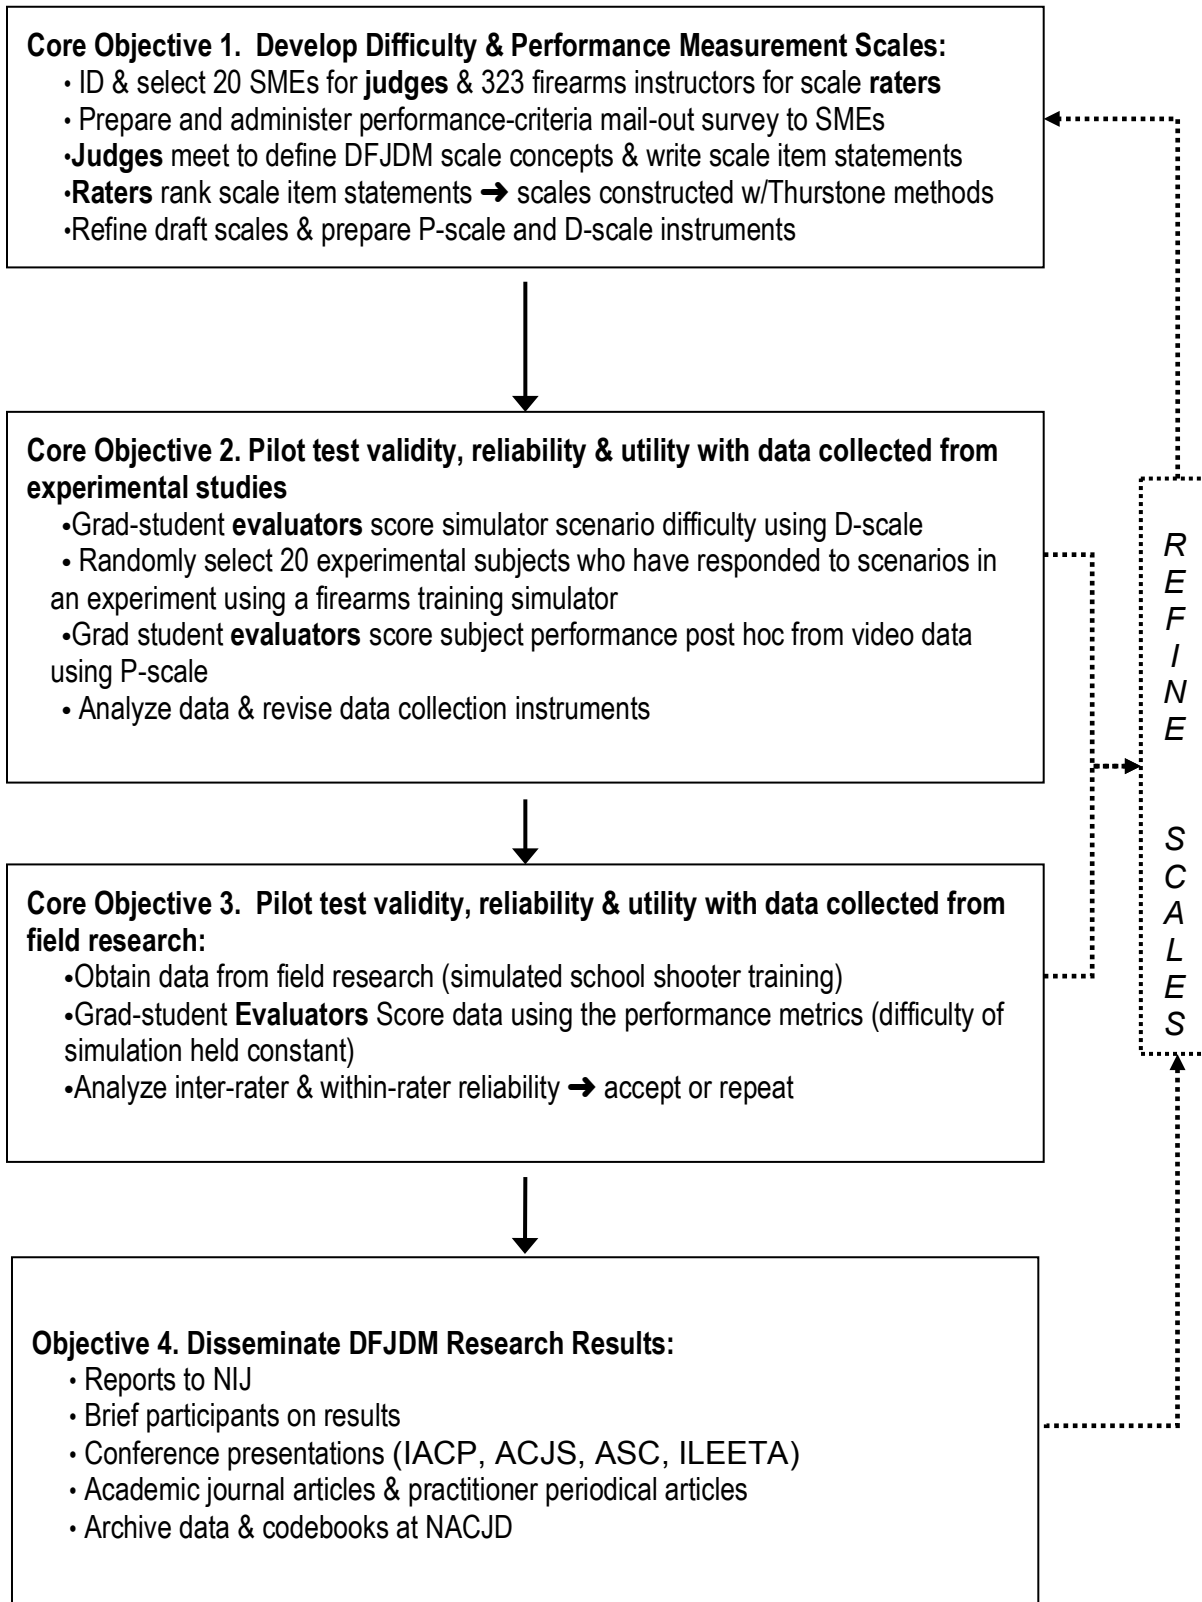 Core Objective 1.  Develop Difficulty & Performance Measurement Scales:
• ID & select 20 SMEs for judges & 323 firearms instructors for scale raters
• Prepare and administer performance-criteria mail-out survey to SMEs
•Judges meet to define DFJDM scale concepts & write scale item statements
•Raters rank scale item statements ➔ scales constructed w/Thurstone methods
•Refine draft scales & prepare P-scale and D-scale instruments
Core Objective 2. Pilot test validity, reliability & utility with data collected from
experimental studies
•Grad-student evaluators score simulator scenario difficulty using D-scale
• Randomly select 20 experimental subjects who have responded to scenarios in
an experiment using a firearms training simulator
•Grad student evaluators score subject performance post hoc from video data
using P-scale
• Analyze data & revise data collection instruments
Core Objective 3.  Pilot test validity, reliability & utility with data collected from
field research:
•Obtain data from field research (simulated school shooter training)
•Grad-student Evaluators Score data using the performance metrics (difficulty of
simulation held constant)
•Analyze inter-rater & within-rater reliability ➔ accept or repeat
Objective 4. Disseminate DFJDM Research Results:
• Reports to NIJ
• Brief participants on results
• Conference presentations (IACP, ACJS, ASC, ILEETA)
• Academic journal articles & practitioner periodical articles
• Archive data & codebooks at NACJD
REFINE SCALES